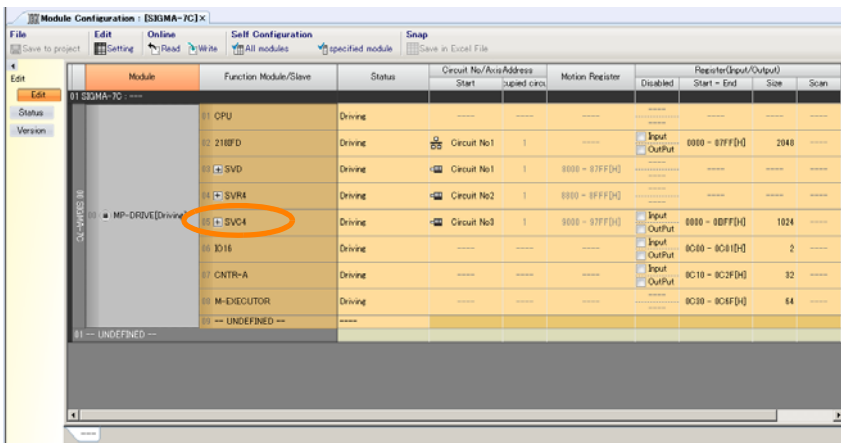 Module Configuration : [SIGMA-7C] ×
File Edit Online Self Configuration Snap
Save to project Setting Read Write All modules specified module Save in Excel File
Edit
Edit
Status
Version
Module Function Module/Slave Status Circuit No/AxisAddress Motion Register Register(Input/Output)
Start cupied circu Disabled Start - End Size Scan
01 SIGMA-7C : ----
00 SIGMA-7C
00 MP-DRIVE[Driving]
01 CPU Driving ---- ---- ---- ---- ---- ---- ---- ----
02 218IFD Driving Circuit No1 1 ---- Input OutPut 0000 - 07FF[H] 2048 ----
03 + SVD Driving Circuit No1 1 8000 - 87FF[H] ---- ---- ---- ---- ----
04 + SVR4 Driving Circuit No2 1 8800 - 8FFF[H] ---- ---- ---- ---- ----
05 + SVC4 Driving Circuit No3 1 9000 - 97FF[H] Input OutPut 0800 - 0BFF[H] 1024 ----
06 IO16 Driving ---- ---- ---- Input OutPut 0C00 - 0C01[H] 2 ----
07 CNTR-A Driving ---- ---- ---- Input OutPut 0C10 - 0C2F[H] 32 ----
08 M-EXECUTOR Driving ---- ---- ---- ---- ---- 0C30 - 0C6F[H] 64 ----
09 -- UNDEFINED -- ----
01 -- UNDEFINED --
----